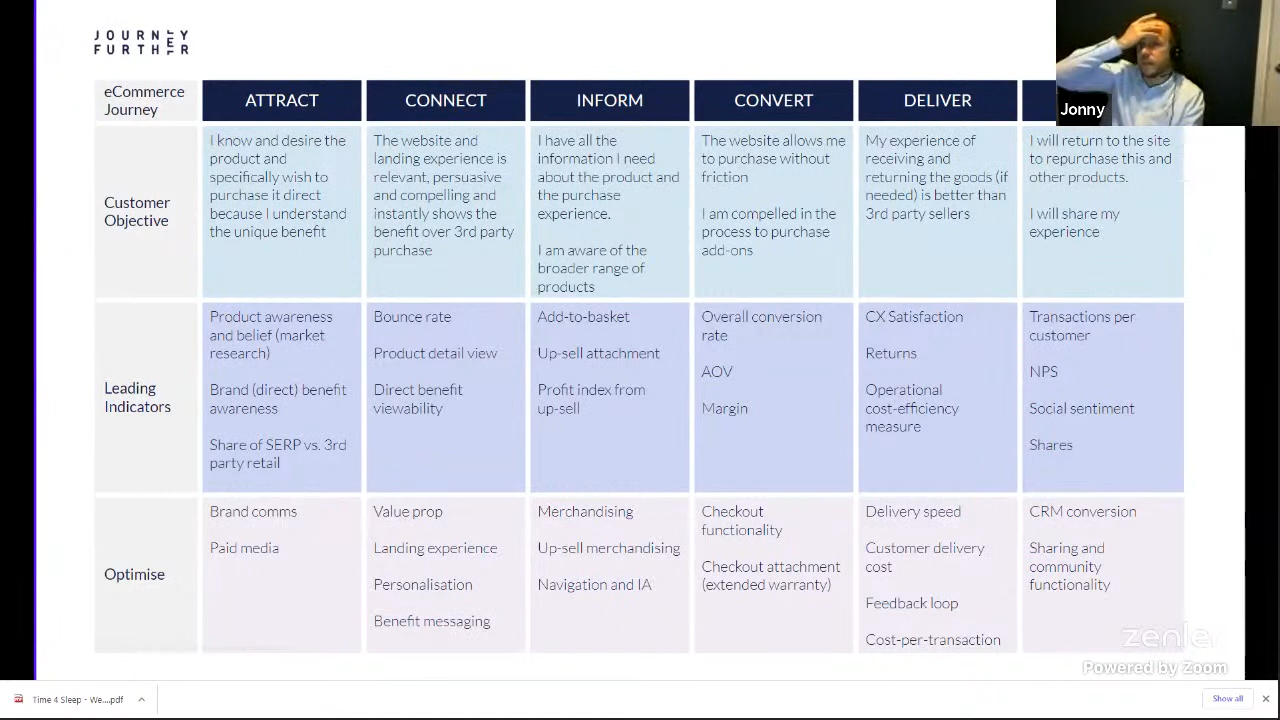 JOURNEY
FURTHER
Jonny
eCommerce
Journey
ATTRACT
CONNECT
INFORM
CONVERT
DELIVER
Customer
Objective
I know and desire the
product and
specifically wish to
purchase it direct
because I understand
the unique benefit
The website and
landing experience is
relevant, persuasive
and compelling and
instantly shows the
benefit over 3rd party
purchase
I have all the
information I need
about the product and
the purchase
experience.
I am aware of the
broader range of
products
The website allows me
to purchase without
friction
I am compelled in the
process to purchase
add-ons
My experience of
receiving and
returning the goods (if
needed) is better than
3rd party sellers
I will return to the site
to repurchase this and
other products.
I will share my
experience
Leading
Indicators
Product awareness
and belief (market
research)
Brand (direct) benefit
awareness
Share of SERP vs. 3rd
party retail
Bounce rate
Product detail view
Direct benefit
viewability
Add-to-basket
Up-sell attachment
Profit index from
up-sell
Overall conversion
rate
AOV
Margin
CX Satisfaction
Returns
Operational
cost-efficiency
measure
Transactions per
customer
NPS
Social sentiment
Shares
Optimise
Brand comms
Paid media
Value prop
Landing experience
Personalisation
Benefit messaging
Merchandising
Up-sell merchandising
Navigation and IA
Checkout
functionality
Checkout attachment
(extended warranty)
Delivery speed
Customer delivery
cost
Feedback loop
Cost-per-transaction
CRM conversion
Sharing and
community
functionality
zenler
Powered by Zoom
Time 4 Sleep - We....pdf
Show all